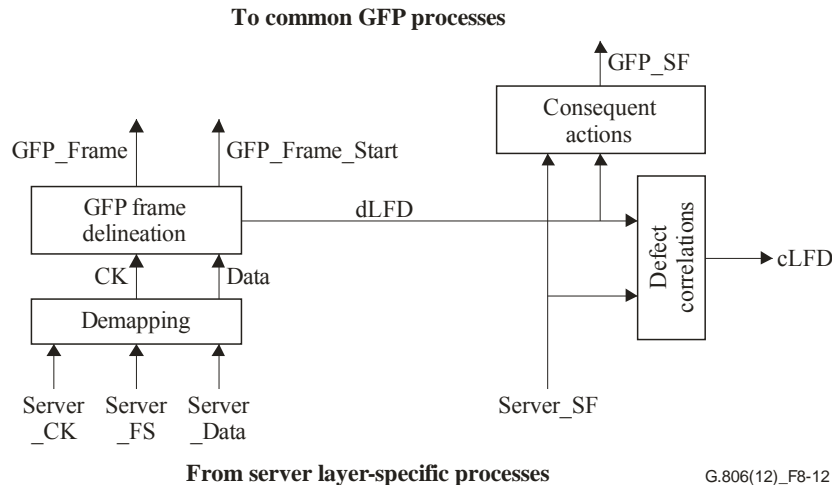 To common GFP processes
GFP_SF
Consequent
actions
GFP_Frame
GFP_Frame_Start
GFP frame
delineation
dLFD
Defect
correlations
cLFD
CK
Data
Demapping
Server
_CK
Server
_FS
Server
_Data
Server_SF
From server layer-specific processes
G.806(12)_F8-12